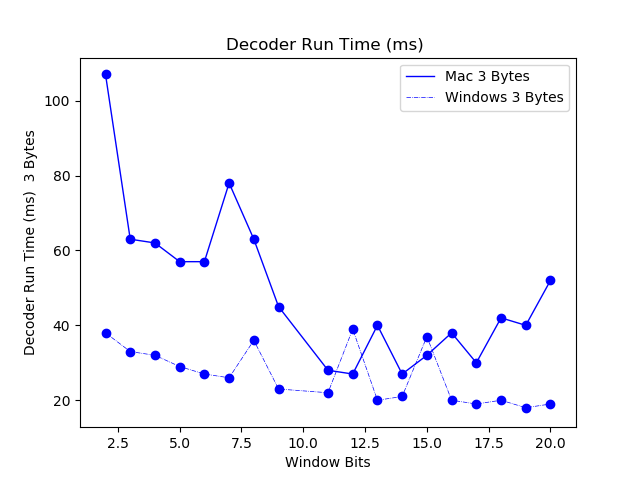 Decoder Run Time (ms)
Mac 3 Bytes
Windows 3 Bytes
Decoder Run Time (ms)  3 Bytes
100
80
60
40
20
2.5 5.0 7.5 10.0 12.5 15.0 17.5 20.0
Window Bits